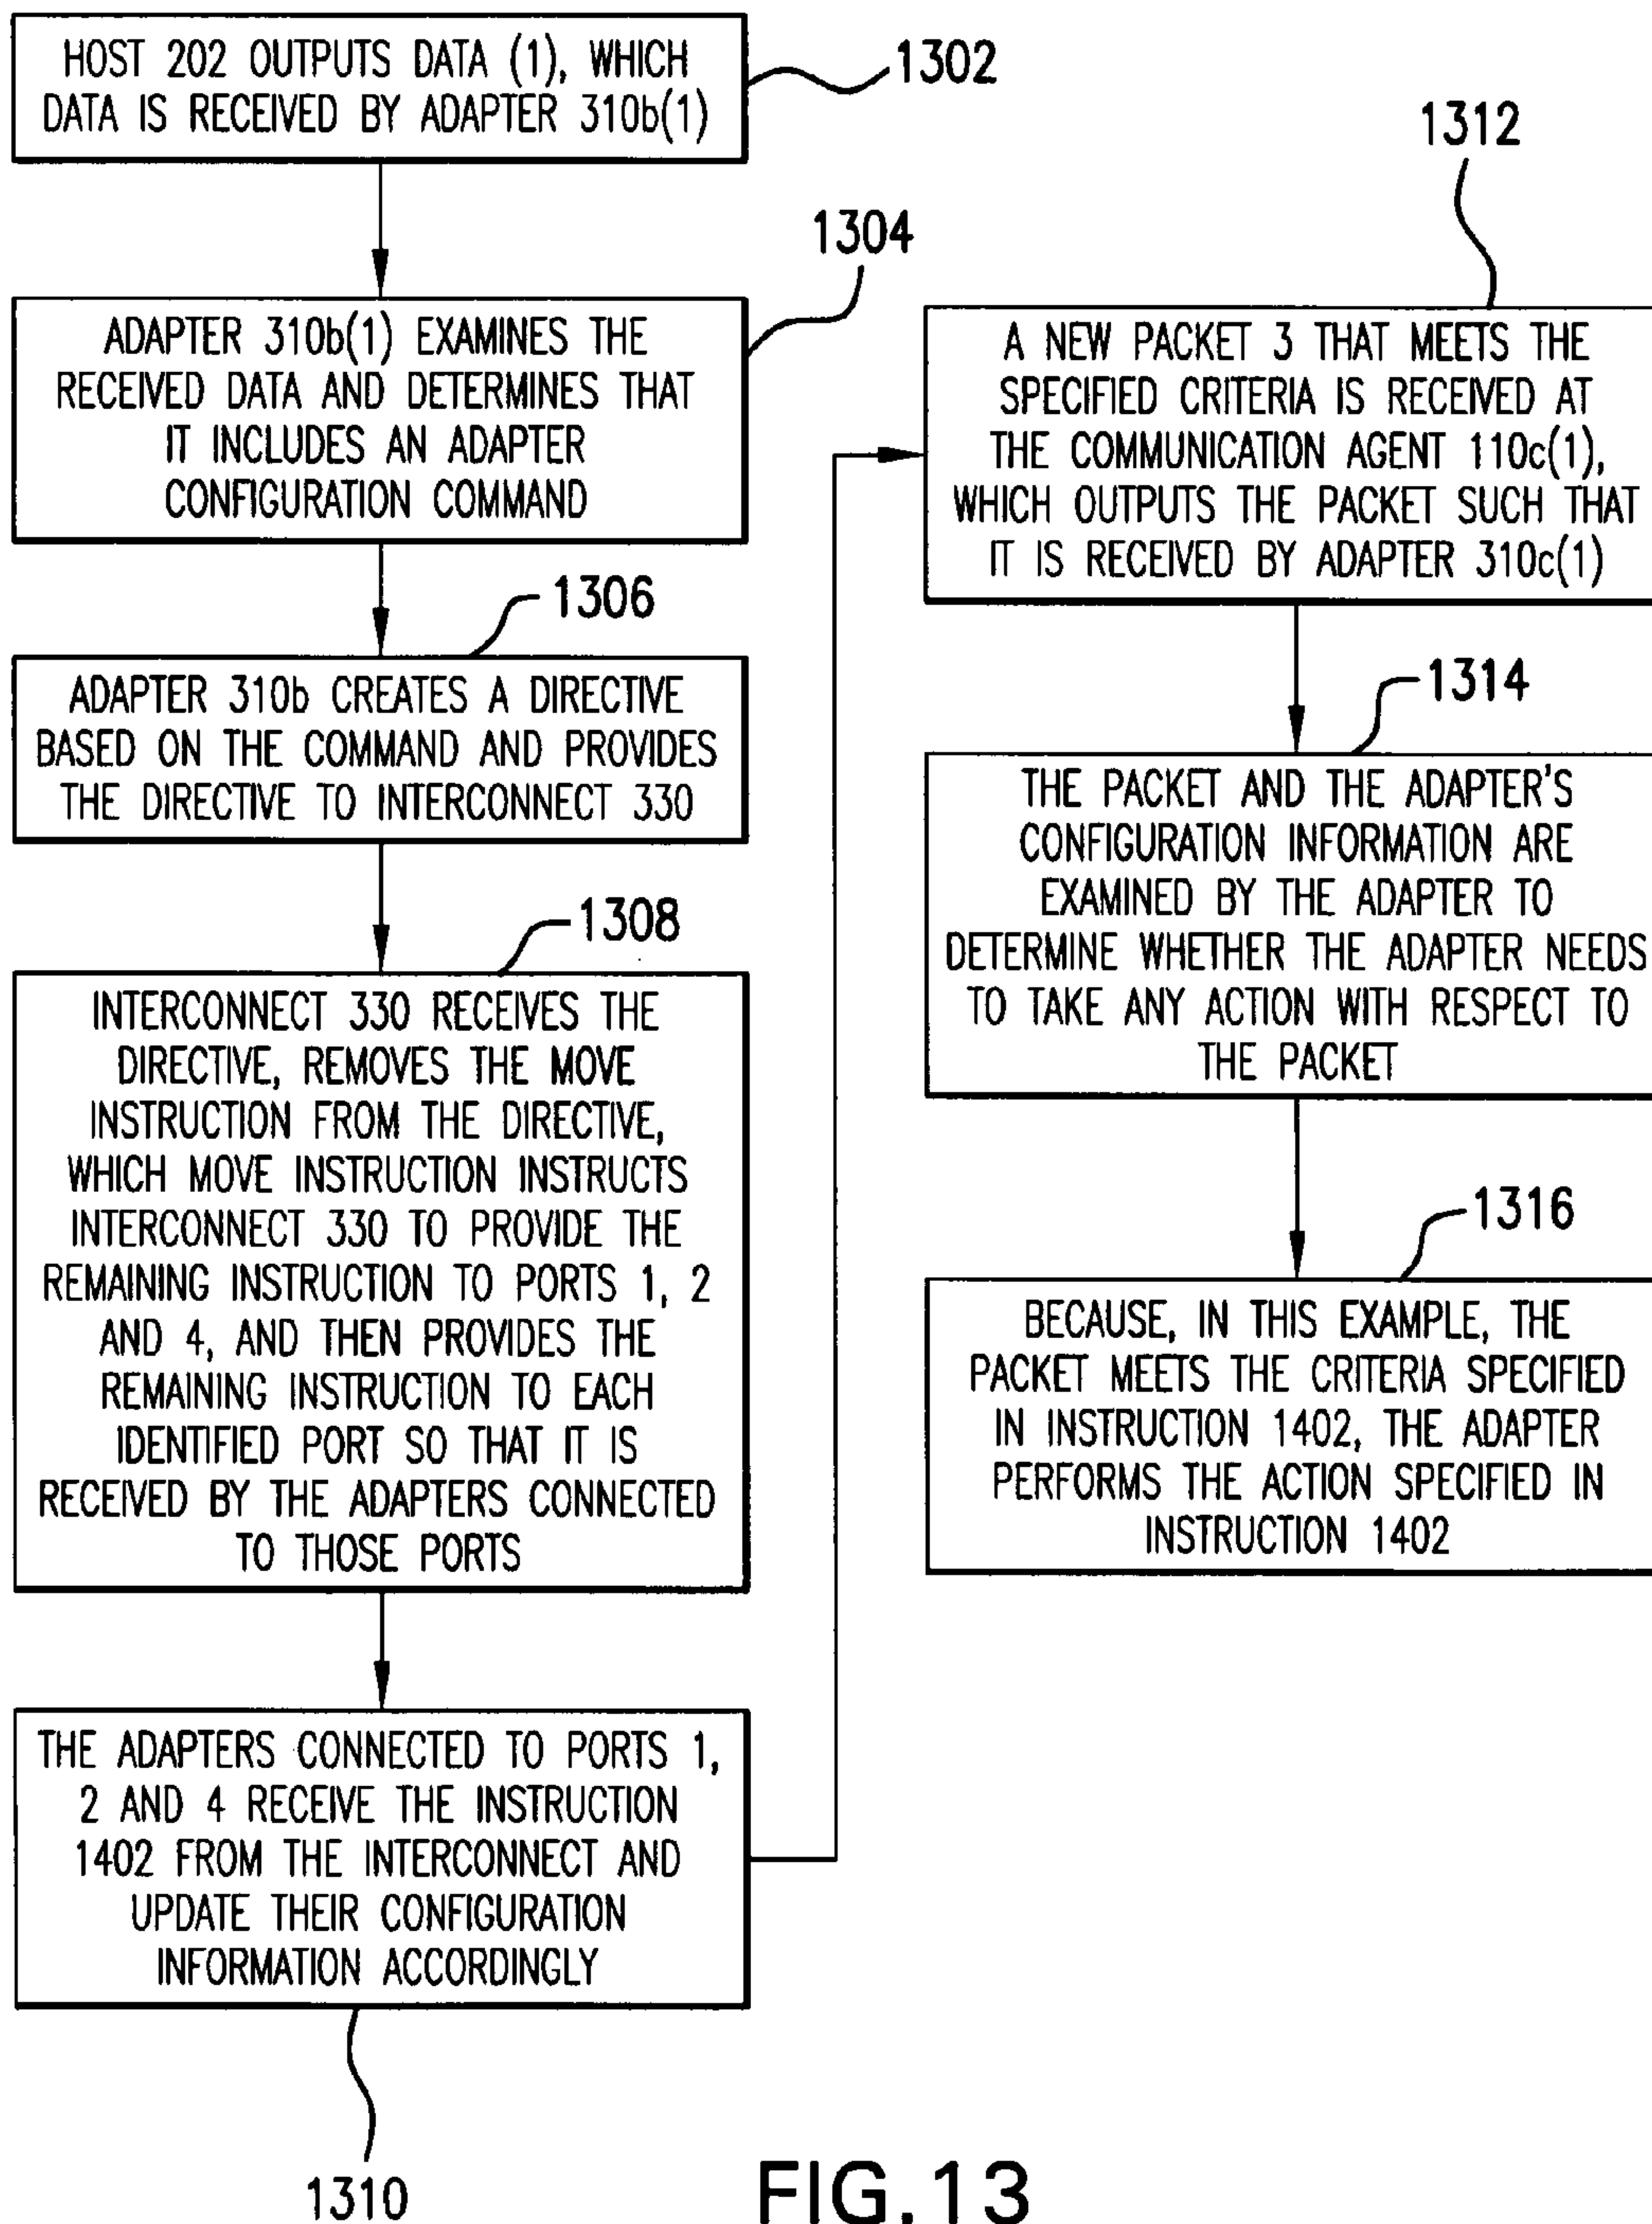 HOST 202 OUTPUTS DATA (1), WHICH
DATA IS RECEIVED BY ADAPTER 310b(1)
1302
ADAPTER 310b(1) EXAMINES THE
RECEIVED DATA AND DETERMINES THAT
IT INCLUDES AN ADAPTER
CONFIGURATION COMMAND
1304
ADAPTER 310b CREATES A DIRECTIVE
BASED ON THE COMMAND AND PROVIDES
THE DIRECTIVE TO INTERCONNECT 330
1306
INTERCONNECT 330 RECEIVES THE
DIRECTIVE, REMOVES THE MOVE
INSTRUCTION FROM THE DIRECTIVE,
WHICH MOVE INSTRUCTION INSTRUCTS
INTERCONNECT 330 TO PROVIDE THE
REMAINING INSTRUCTION TO PORTS 1, 2
AND 4, AND THEN PROVIDES THE
REMAINING INSTRUCTION TO EACH
IDENTIFIED PORT SO THAT IT IS
RECEIVED BY THE ADAPTERS CONNECTED
TO THOSE PORTS
1308
THE ADAPTERS CONNECTED TO PORTS 1,
2 AND 4 RECEIVE THE INSTRUCTION
1402 FROM THE INTERCONNECT AND
UPDATE THEIR CONFIGURATION
INFORMATION ACCORDINGLY
1310
1312
A NEW PACKET 3 THAT MEETS THE
SPECIFIED CRITERIA IS RECEIVED AT
THE COMMUNICATION AGENT 110c(1),
WHICH OUTPUTS THE PACKET SUCH THAT
IT IS RECEIVED BY ADAPTER 310c(1)
1314
THE PACKET AND THE ADAPTER'S
CONFIGURATION INFORMATION ARE
EXAMINED BY THE ADAPTER TO
DETERMINE WHETHER THE ADAPTER NEEDS
TO TAKE ANY ACTION WITH RESPECT TO
THE PACKET
1316
BECAUSE, IN THIS EXAMPLE, THE
PACKET MEETS THE CRITERIA SPECIFIED
IN INSTRUCTION 1402, THE ADAPTER
PERFORMS THE ACTION SPECIFIED IN
INSTRUCTION 1402
FIG.13